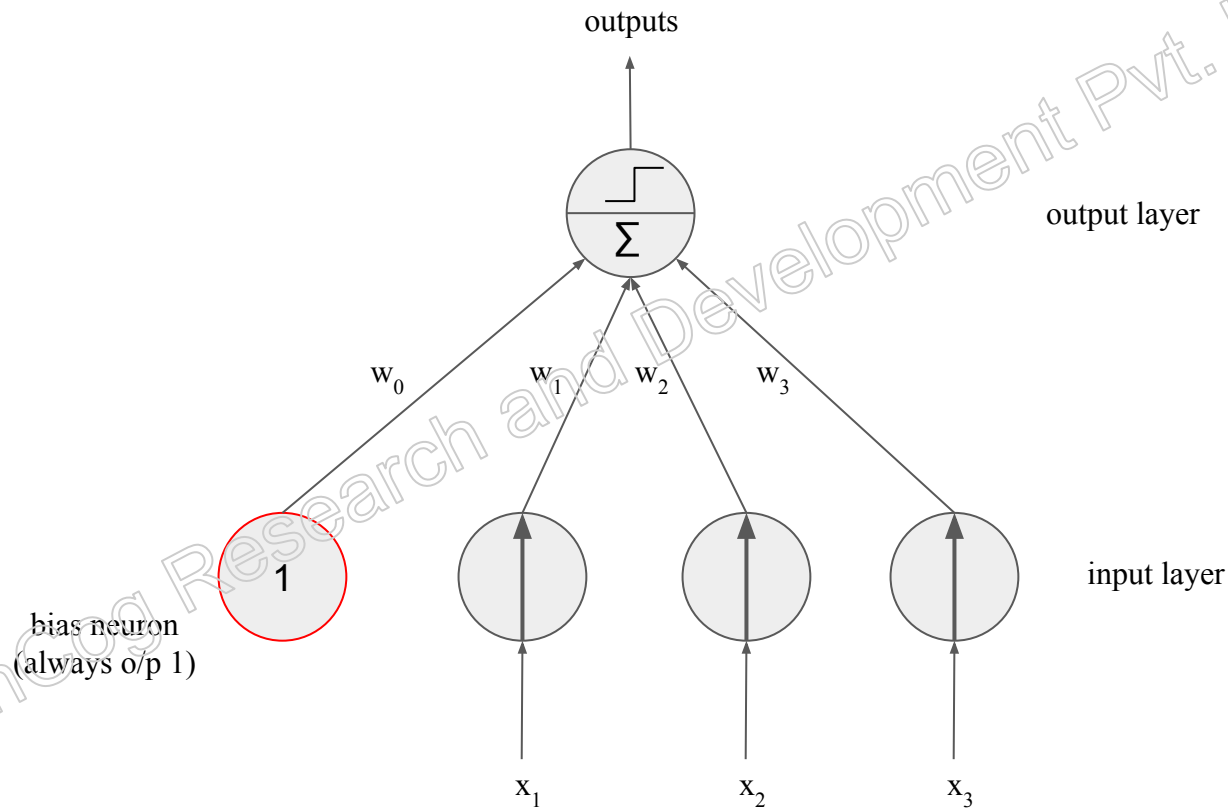 outputs
Σ
output layer
w₀
w₁
w₂
w₃
1
input layer
bias neuron
(always o/p 1)
x₁
x₂
x₃
Research and Development Pvt.